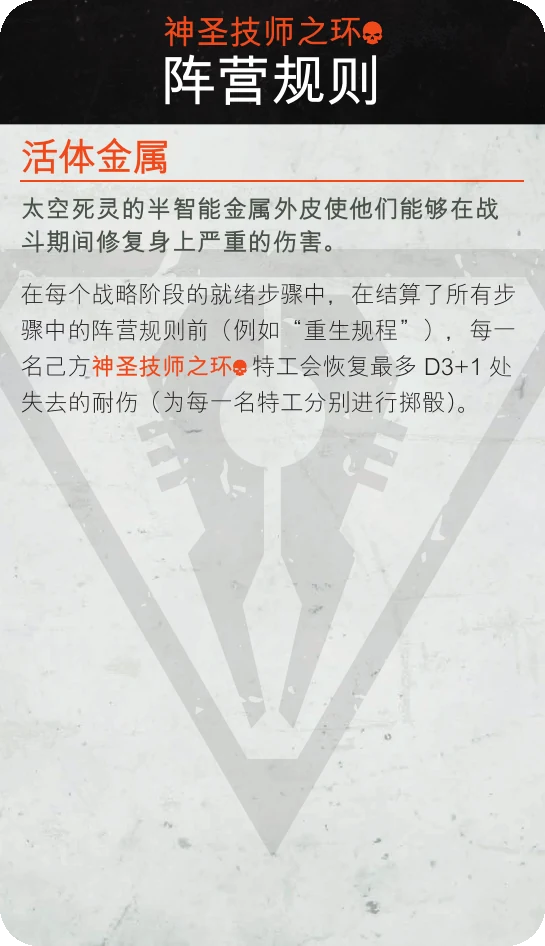 神圣技师之环
阵营规则
活体金属
太空死灵的半智能金属外皮使他们能够在战
斗期间修复身上严重的伤害。
在每个战略阶段的就绪步骤中，在结算了所有步
骤中的阵营规则前（例如“重生规程”），每一
名己方神圣技师之环特工会恢复最多 D3+1 处
失去的耐伤（为每一名特工分别进行掷骰）。